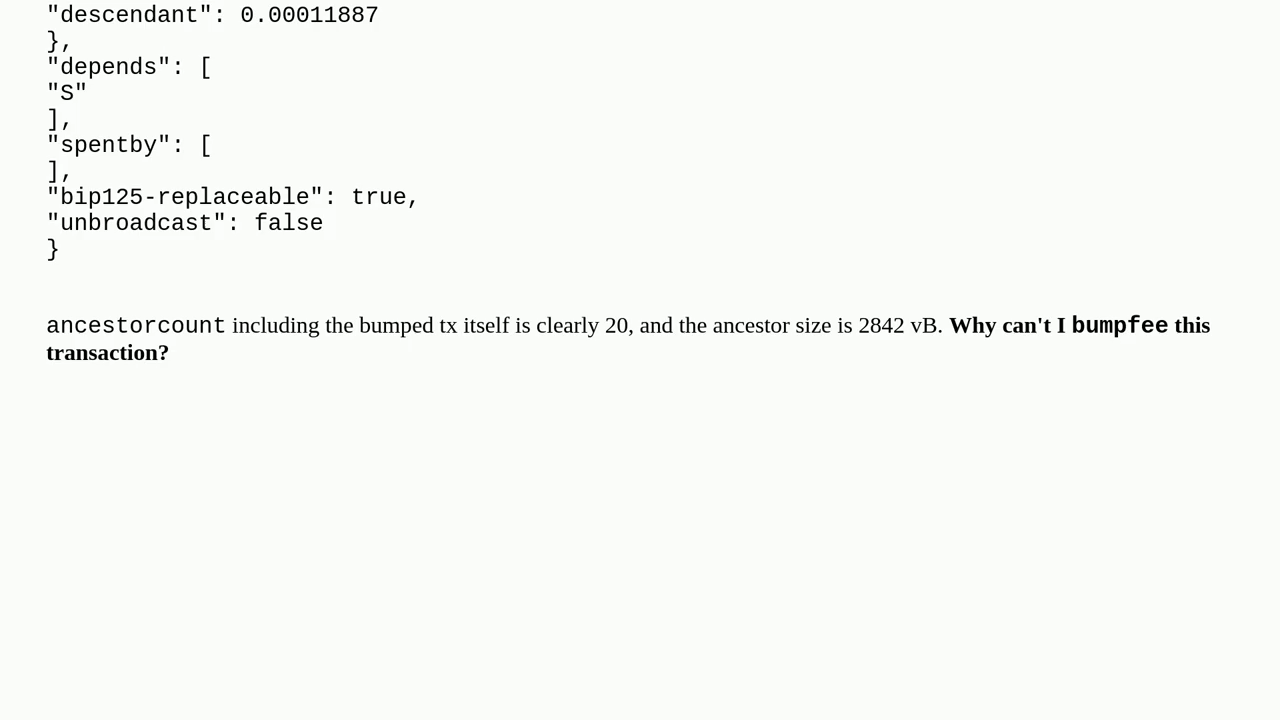 "descendant": 0.00011887
},
"depends": [
"S"
],
"spentby": [
],
"bip125-replaceable": true,
"unbroadcast": false
}
ancestorcount including the bumped tx itself is clearly 20, and the ancestor size is 2842 vB. Why can't I bumpfee this
transaction?